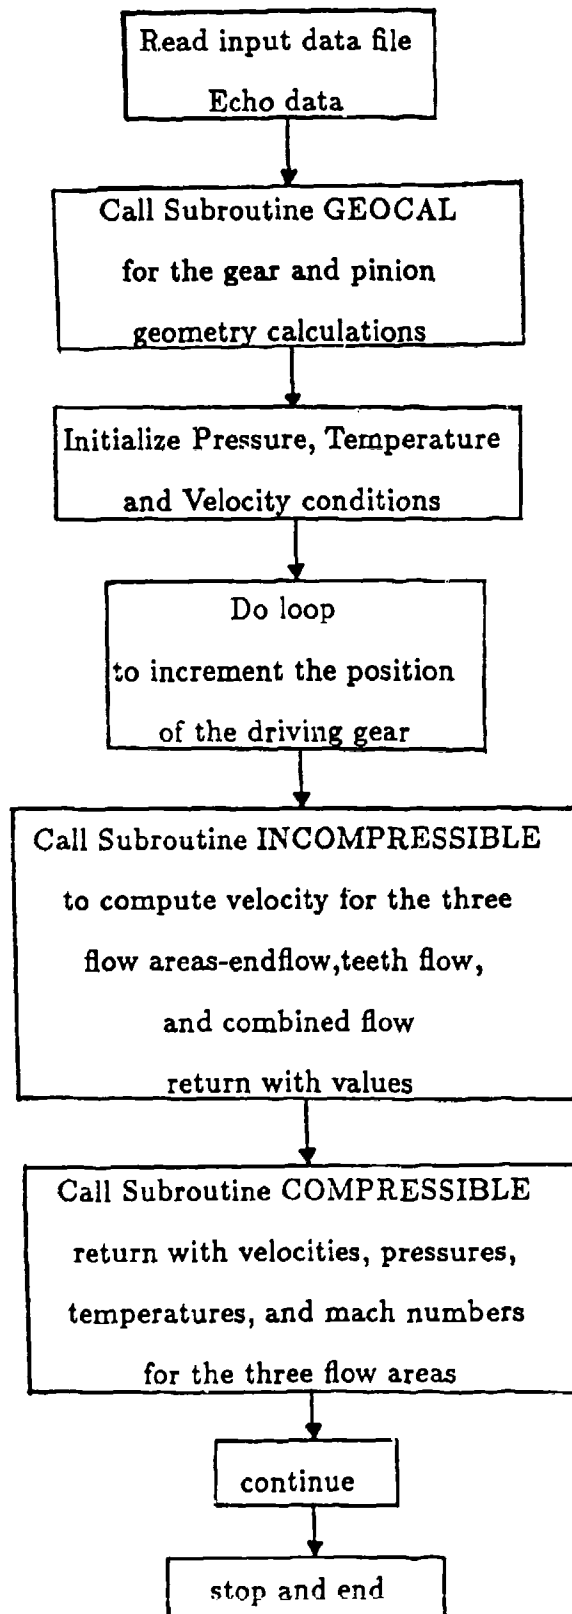 Read input data file
Echo data
Call Subroutine GEOCAL
for the gear and pinion
geometry calculations
Initialize Pressure, Temperature
and Velocity conditions
Do loop
to increment the position
of the driving gear
Call Subroutine INCOMPRESSIBLE
to compute velocity for the three
flow areas-endflow,teeth flow,
and combined flow
return with values
Call Subroutine COMPRESSIBLE
return with velocities, pressures,
temperatures, and mach numbers
for the three flow areas
continue
stop and end